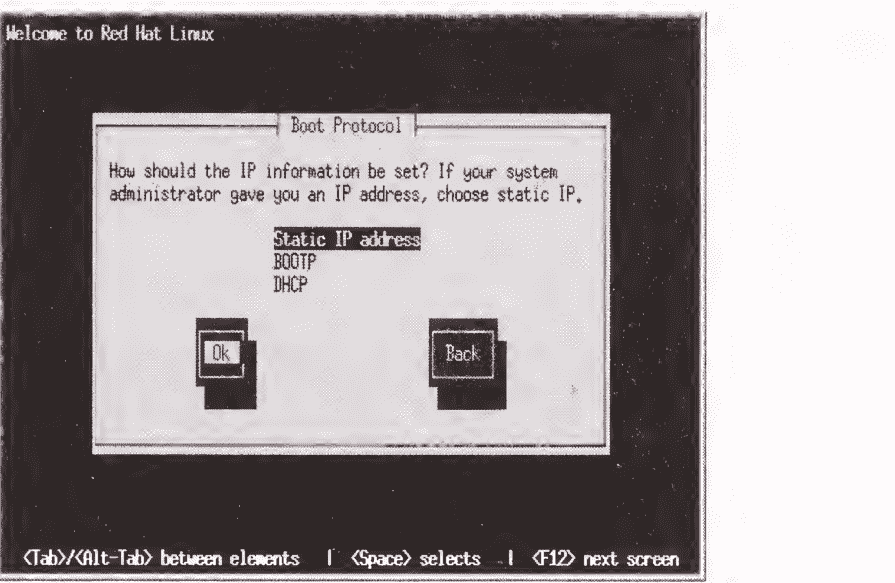 Welcome to Red Hat Linux
Boot Protocol
How should the IP information be set? If your system
administrator gave you an IP address, choose static IP.
Static IP address
BOOTP
DHCP
Ok Back
<Tab>/<Alt-Tab> between elements | <Space> selects | <F12> next screen